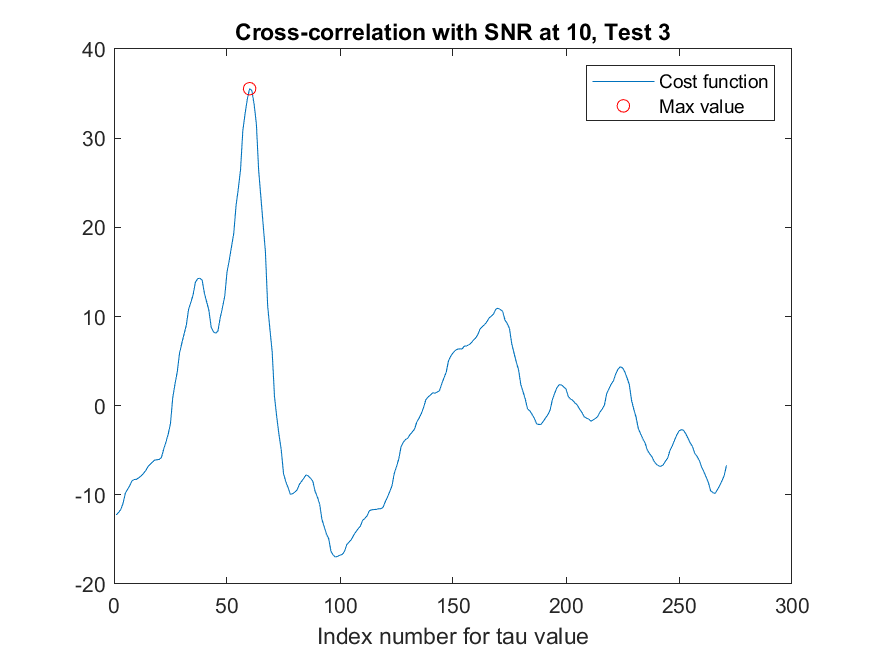 Cross-correlation with SNR at 10, Test 3
Cost function
Max value
40
30
20
10
0
-10
-20
0 50 100 150 200 250 300
Index number for tau value